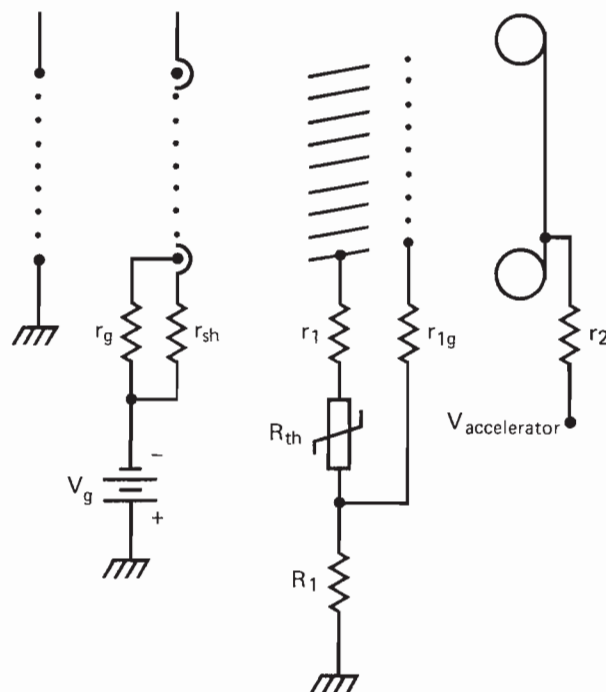 r_g
r_sh
V_g
−
+
r_1
r_1g
R_th
R_1
r_2
V_accelerator